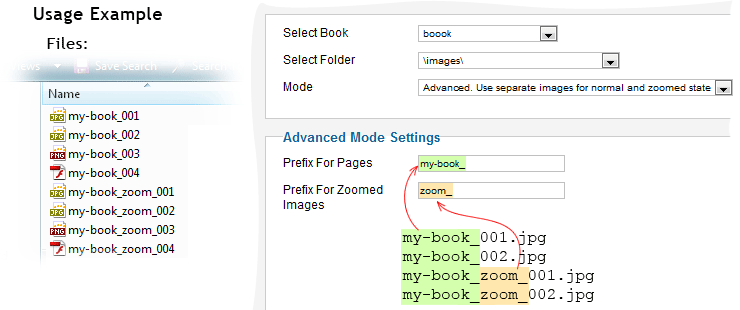 Usage Example
Files:
Save Search
Name
my-book_001
my-book_002
my-book_003
my-book_004
my-book_zoom_001
my-book_zoom_002
my-book_zoom_003
my-book_zoom_004
Select Book boook
Select Folder \images\
Mode Advanced. Use separate images for normal and zoomed state
Advanced Mode Settings
Prefix For Pages my-book_
Prefix For Zoomed zoom_
Images
my-book_001.jpg
my-book_002.jpg
my-book_zoom_001.jpg
my-book_zoom_002.jpg